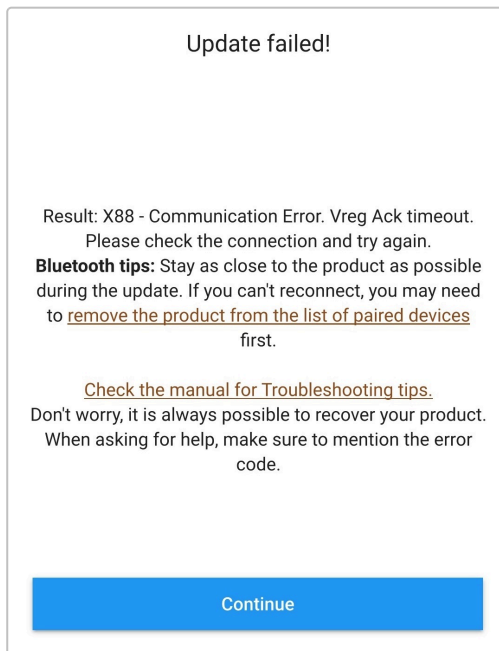 Update failed!
Result: X88 - Communication Error. Vreg Ack timeout.
Please check the connection and try again.
Bluetooth tips: Stay as close to the product as possible
during the update. If you can't reconnect, you may need
to remove the product from the list of paired devices
first.
Check the manual for Troubleshooting tips.
Don't worry, it is always possible to recover your product.
When asking for help, make sure to mention the error
code.
Continue